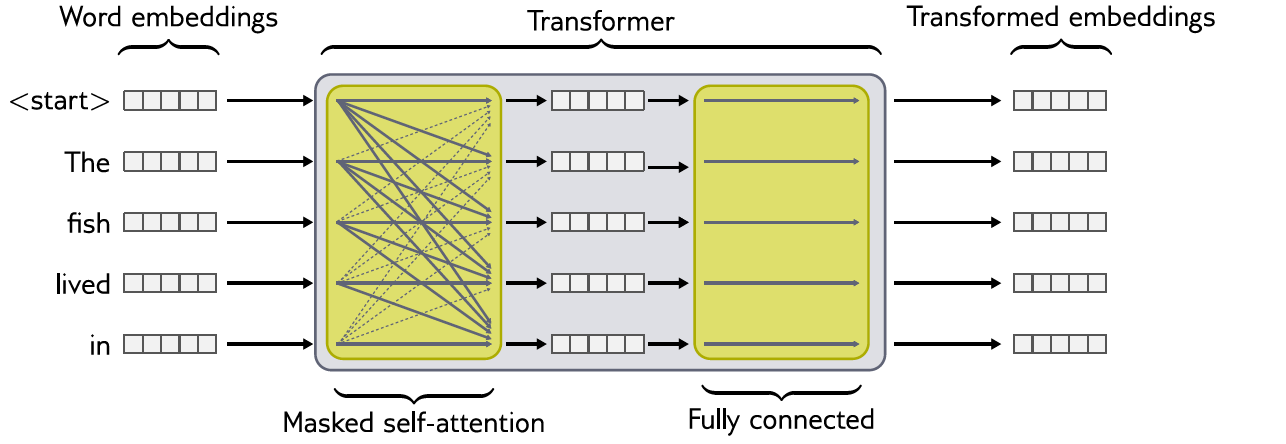 Word embeddings
Transformer
Transformed embeddings
<start>
The
fish
lived
in
Masked self-attention
Fully connected